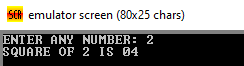 emulator screen (80x25 chars)
ENTER ANY NUMBER: 2
SQUARE OF 2 IS 04